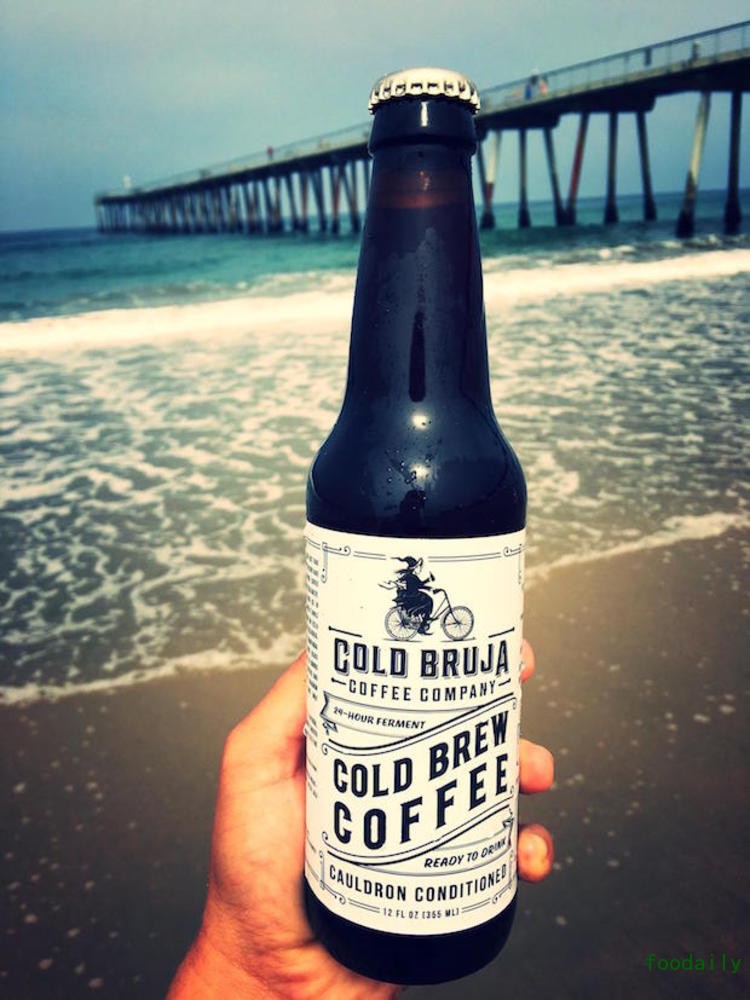 COLD BRUJA
COFFEE COMPANY
24-HOUR FERMENT
COLD BREW
COFFEE
READY TO DRINK
CAULDRON CONDITIONED
12 FL OZ (355 ML)
foodaily